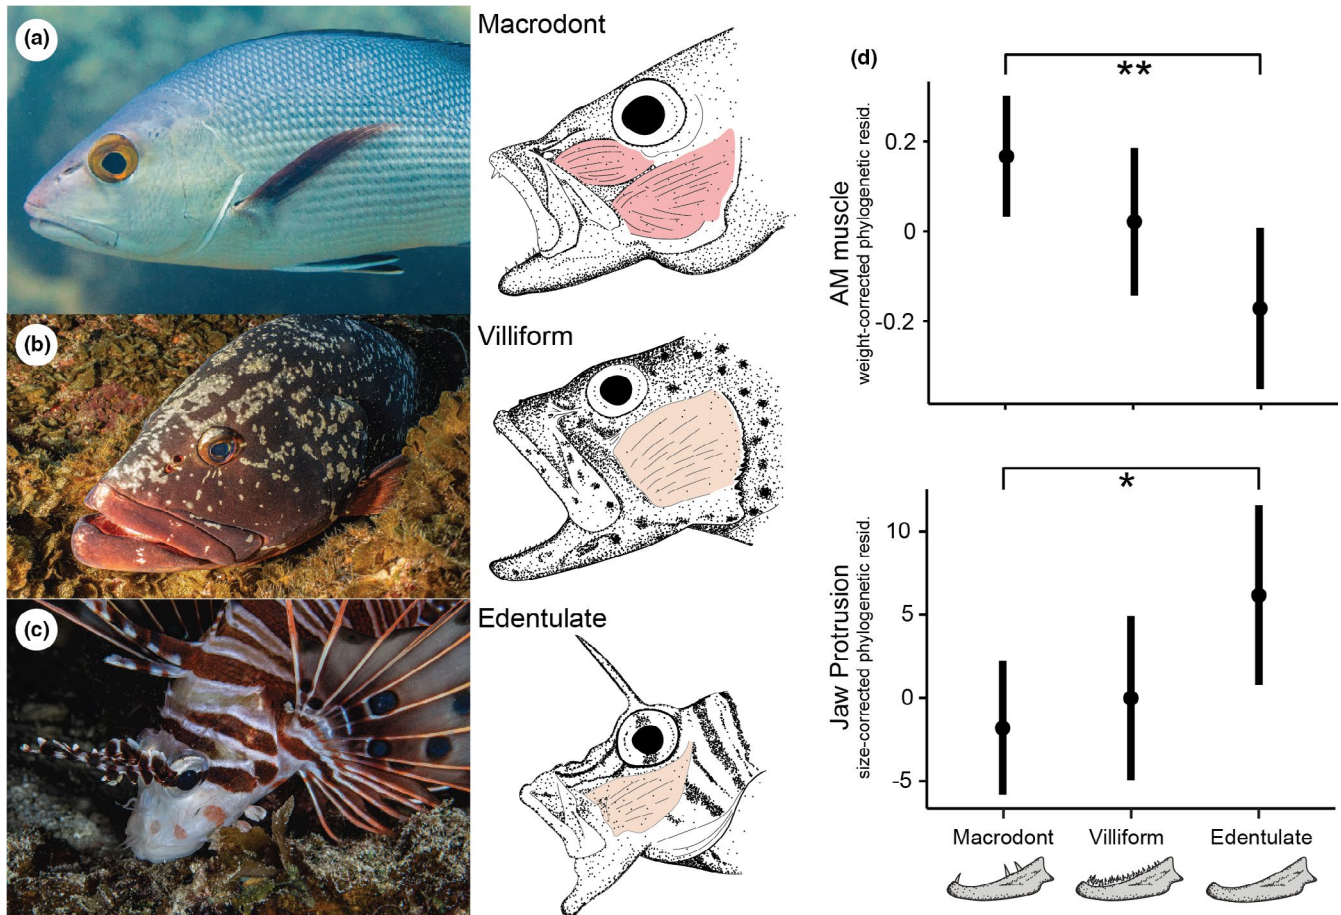 (a)
Macrodont
(b)
Villiform
(c)
Edentulate
(d)
**
AM muscle
weight-corrected phylogenetic resid.
0.2
0
-0.2
*
Jaw Protrusion
size-corrected phylogenetic resid.
10
5
0
-5
Macrodont Villiform Edentulate